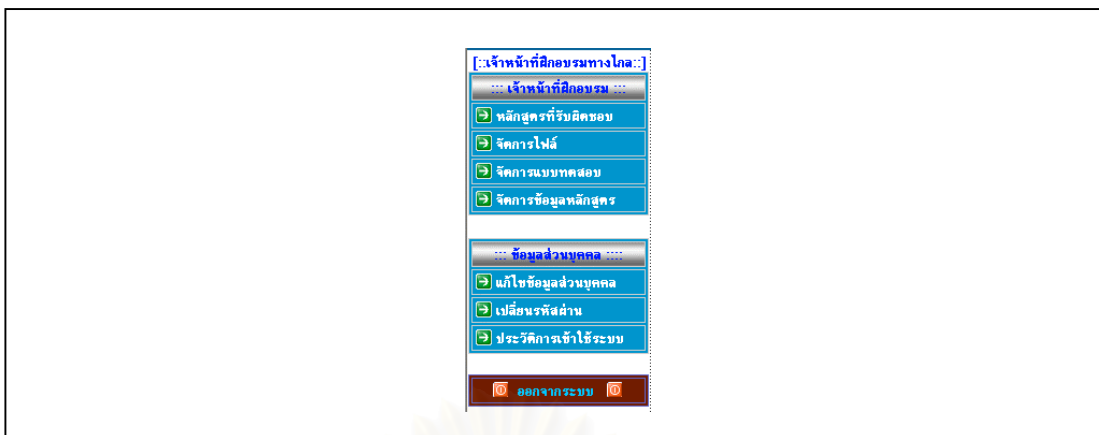 [::เจ้าหน้าที่ฝึกอบรมทางไกล::]
::: เจ้าหน้าที่ฝึกอบรม :::
หลักสูตรที่รับผิดชอบ
จัดการไฟล์
จัดการแบบทดสอบ
จัดการข้อมูลหลักสูตร
::: ข้อมูลส่วนบุคคล ::::
แก้ไขข้อมูลส่วนบุคคล
เปลี่ยนรหัสผ่าน
ประวัติการเข้าใช้ระบบ
ออกจากระบบ